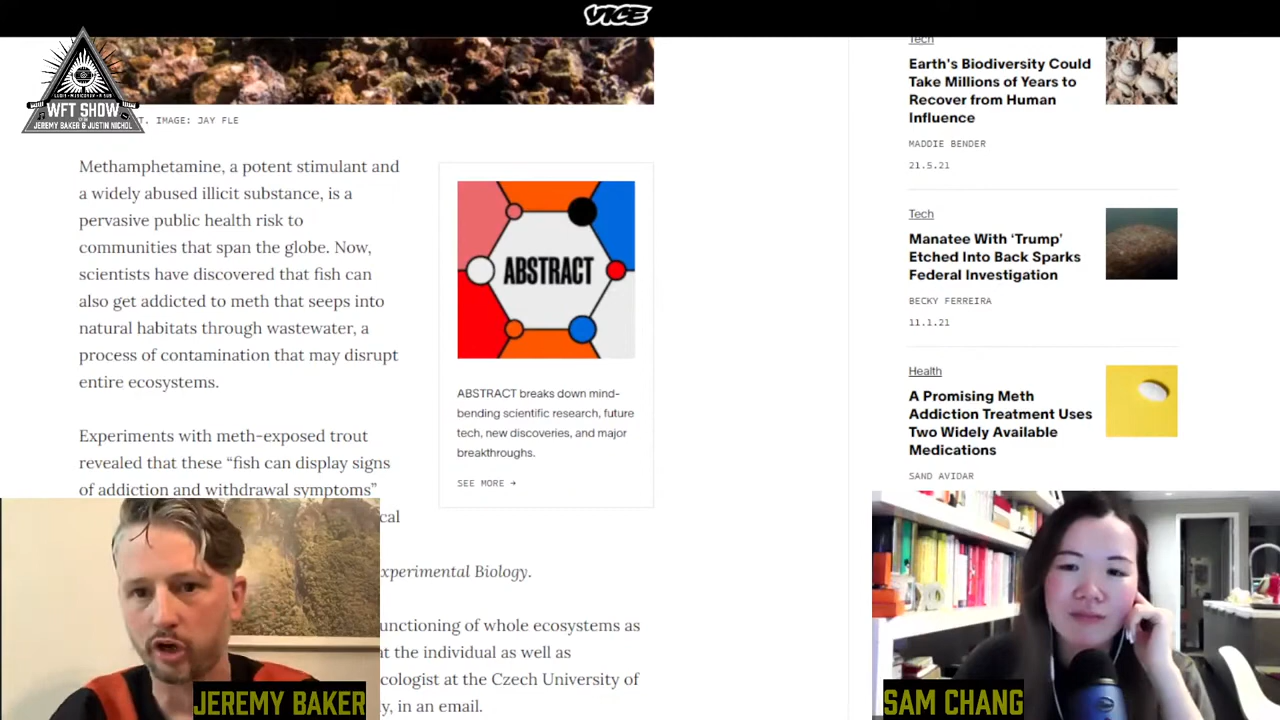 VICE
WFT SHOW
JEREMY BAKER & JUSTIN NICHOL
T. IMAGE: JAY FLE
Methamphetamine, a potent stimulant and
a widely abused illicit substance, is a
pervasive public health risk to
communities that span the globe. Now,
scientists have discovered that fish can
also get addicted to meth that seeps into
natural habitats through wastewater, a
process of contamination that may disrupt
entire ecosystems.
Experiments with meth-exposed trout
revealed that these “fish can display signs
of addiction and withdrawal symptoms”
cal
xperimental Biology.
unctioning of whole ecosystems as
t the individual as well as
cologist at the Czech University of
y, in an email.
ABSTRACT
ABSTRACT breaks down mind-
bending scientific research, future
tech, new discoveries, and major
breakthroughs.
SEE MORE →
Tech
Earth's Biodiversity Could
Take Millions of Years to
Recover from Human
Influence
MADDIE BENDER
21.5.21
Tech
Manatee With ‘Trump’
Etched Into Back Sparks
Federal Investigation
BECKY FERREIRA
11.1.21
Health
A Promising Meth
Addiction Treatment Uses
Two Widely Available
Medications
SAND AVIDAR
JEREMY BAKER
SAM CHANG